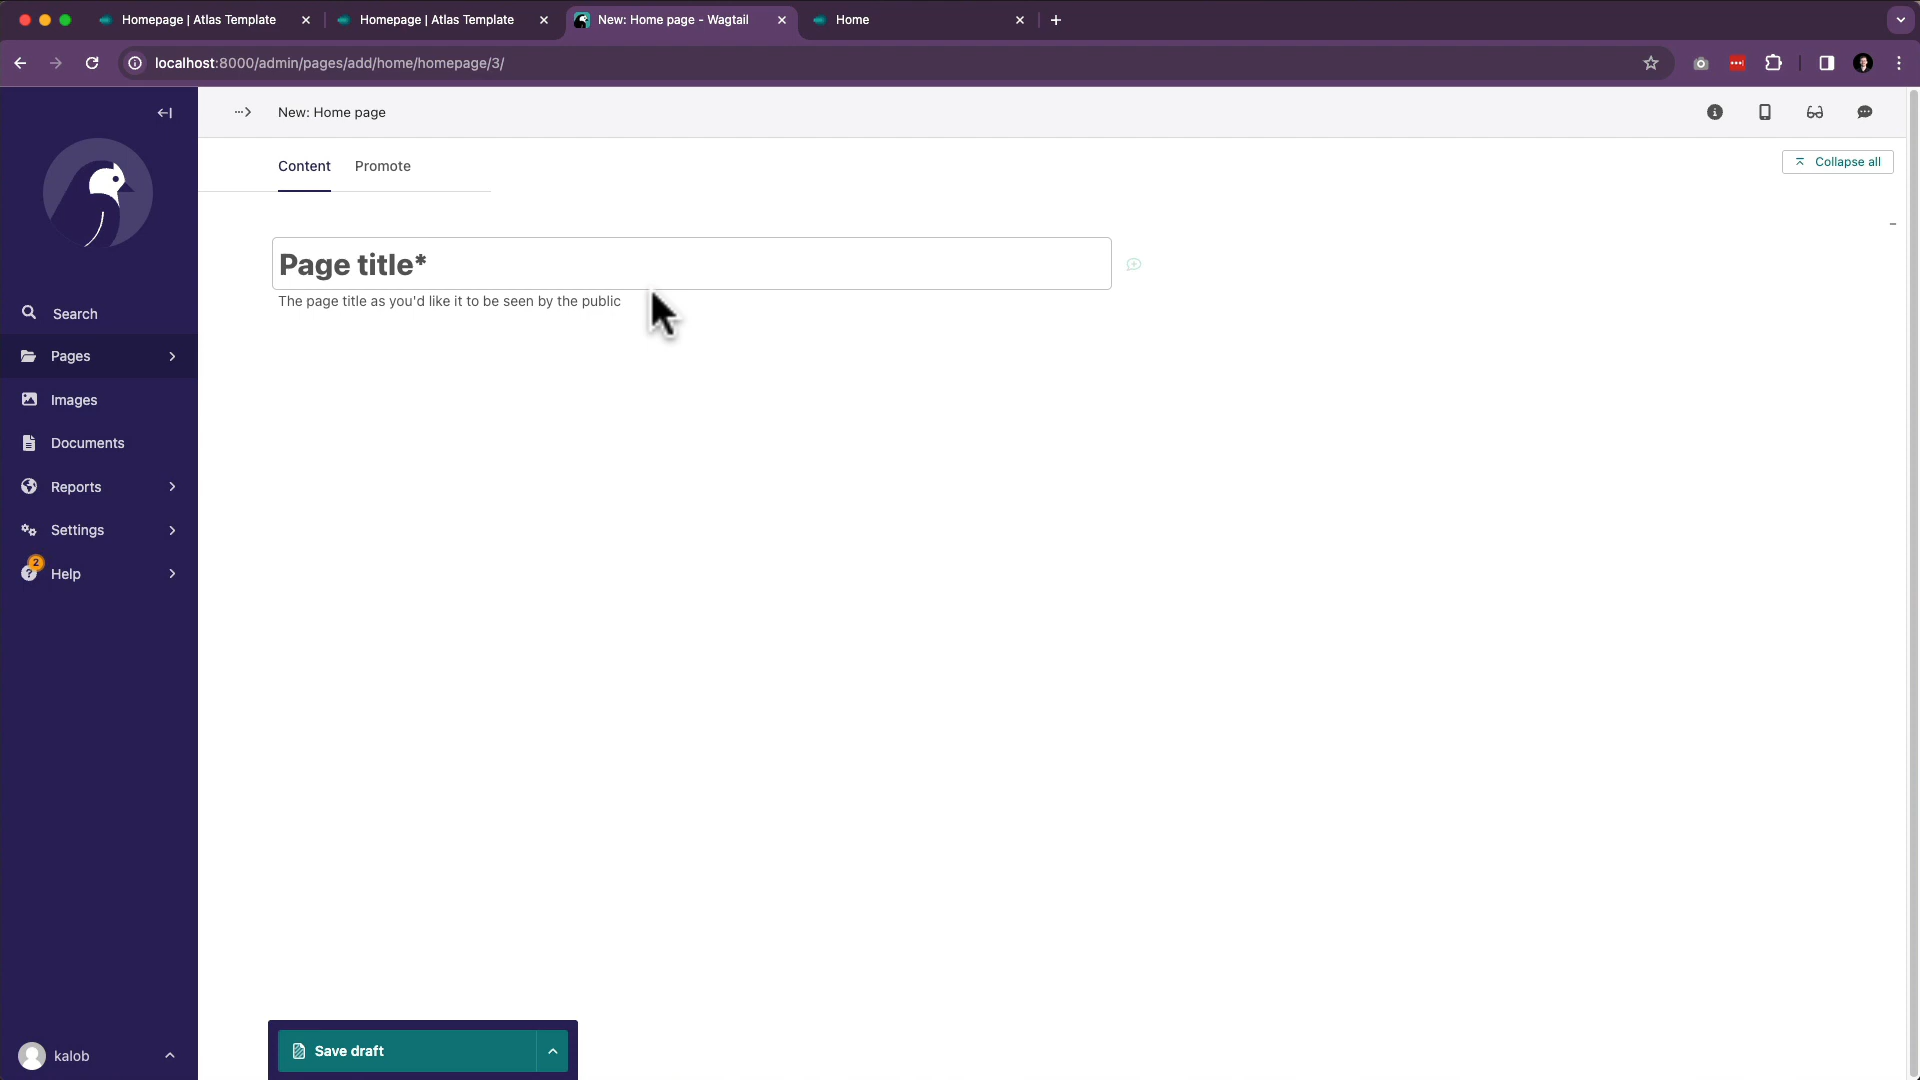 Homepage | Atlas Template
Homepage | Atlas Template
New: Home page - Wagtail
Home
localhost:8000/admin/pages/add/home/homepage/3/
New: Home page
Content
Promote
Collapse all
Page title*
The page title as you'd like it to be seen by the public
Search
Pages
Images
Documents
Reports
Settings
2
Help
kalob
Save draft